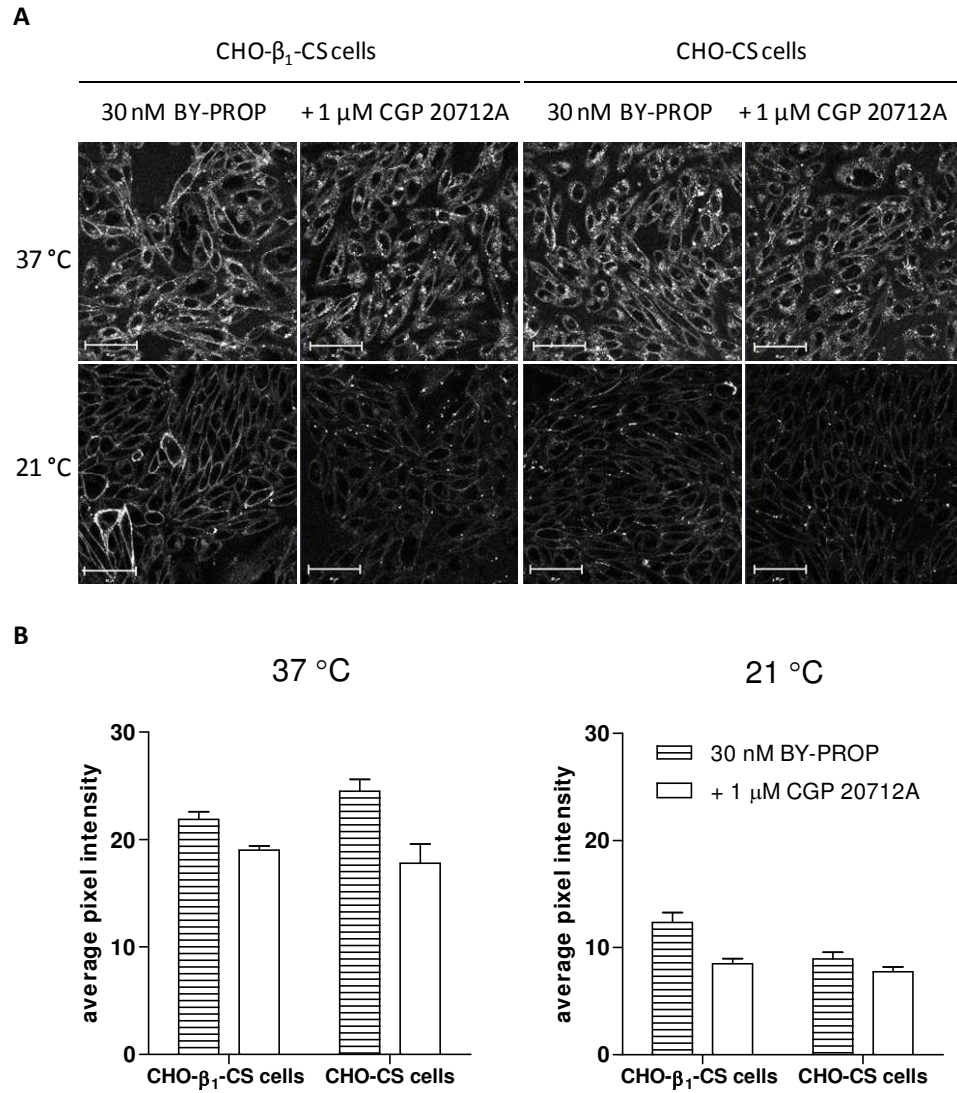 A
CHO-β₁-CS cells CHO-CS cells
30 nM BY-PROP + 1 μM CGP 20712A 30 nM BY-PROP + 1 μM CGP 20712A
37 °C
21 °C
B
37 °C
30
20
10
0
average pixel intensity
CHO-β₁-CS cells CHO-CS cells
21 °C
30
20
10
0
average pixel intensity
30 nM BY-PROP
+ 1 μM CGP 20712A
CHO-β₁-CS cells CHO-CS cells